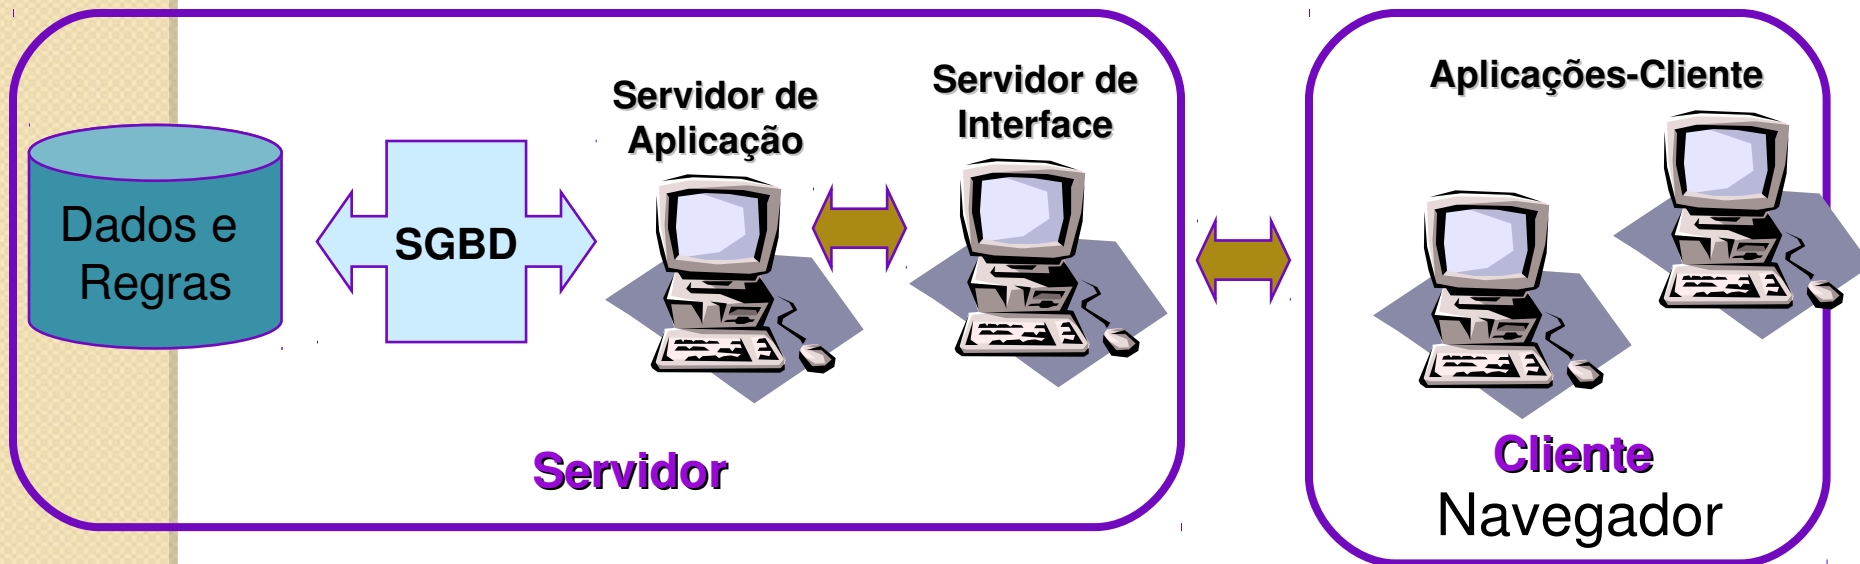 Dados e
Regras
SGBD
Servidor de
Aplicação
Servidor de
Interface
Servidor
Aplicações-Cliente
Cliente
Navegador